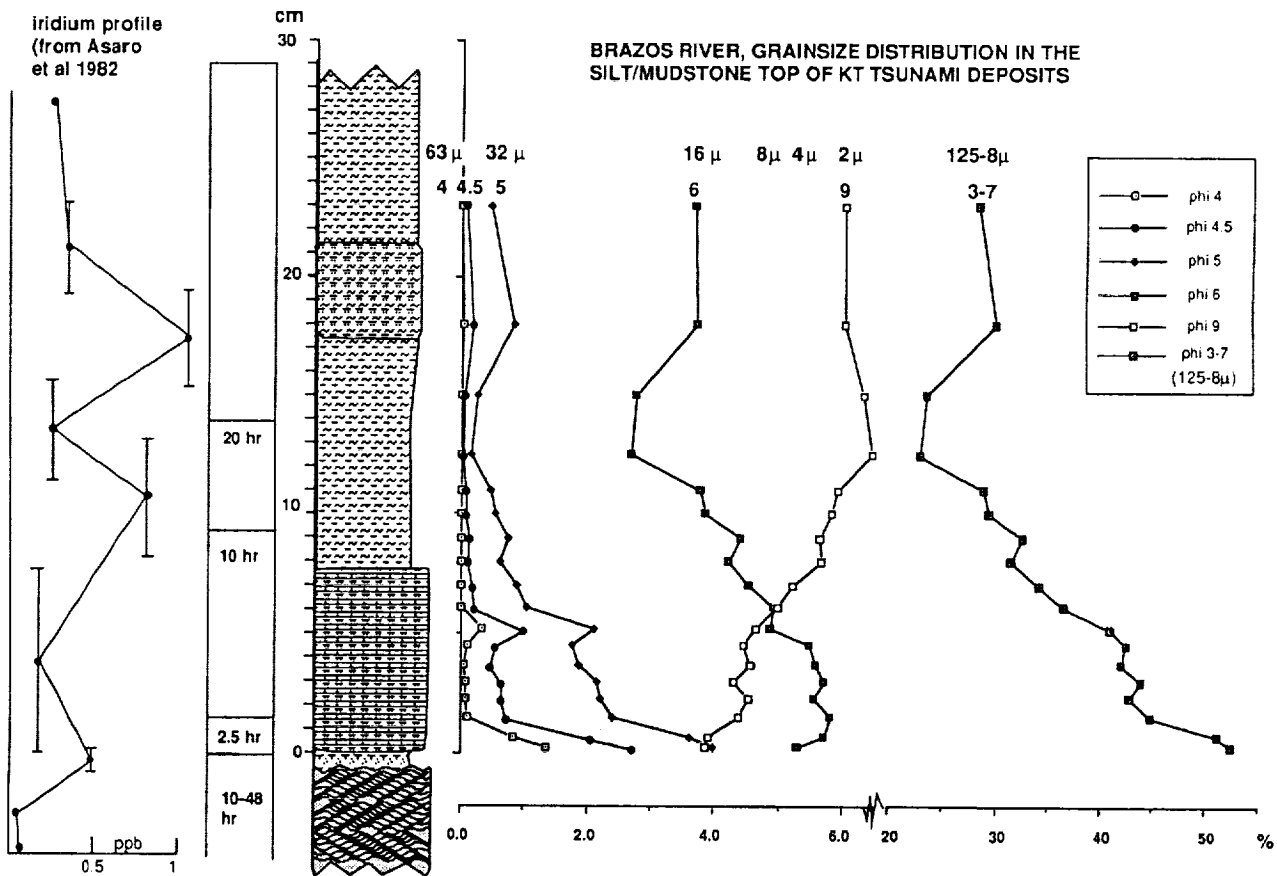 iridium profile
(from Asaro
et al 1982
cm
BRAZOS RIVER, GRAINSIZE DISTRIBUTION IN THE
SILT/MUDSTONE TOP OF KT TSUNAMI DEPOSITS
30
20
10
0
63 µ 32 µ 16 µ 8µ 4µ 2µ 125-8µ
4 4.5 5 6 9 3-7
phi 4
phi 4.5
phi 5
phi 6
phi 9
phi 3-7
(125-8µ)
20 hr
10 hr
2.5 hr
10-48
hr
0.5 ppb 1
0.0 2.0 4.0 6.0 20 30 40 50 %